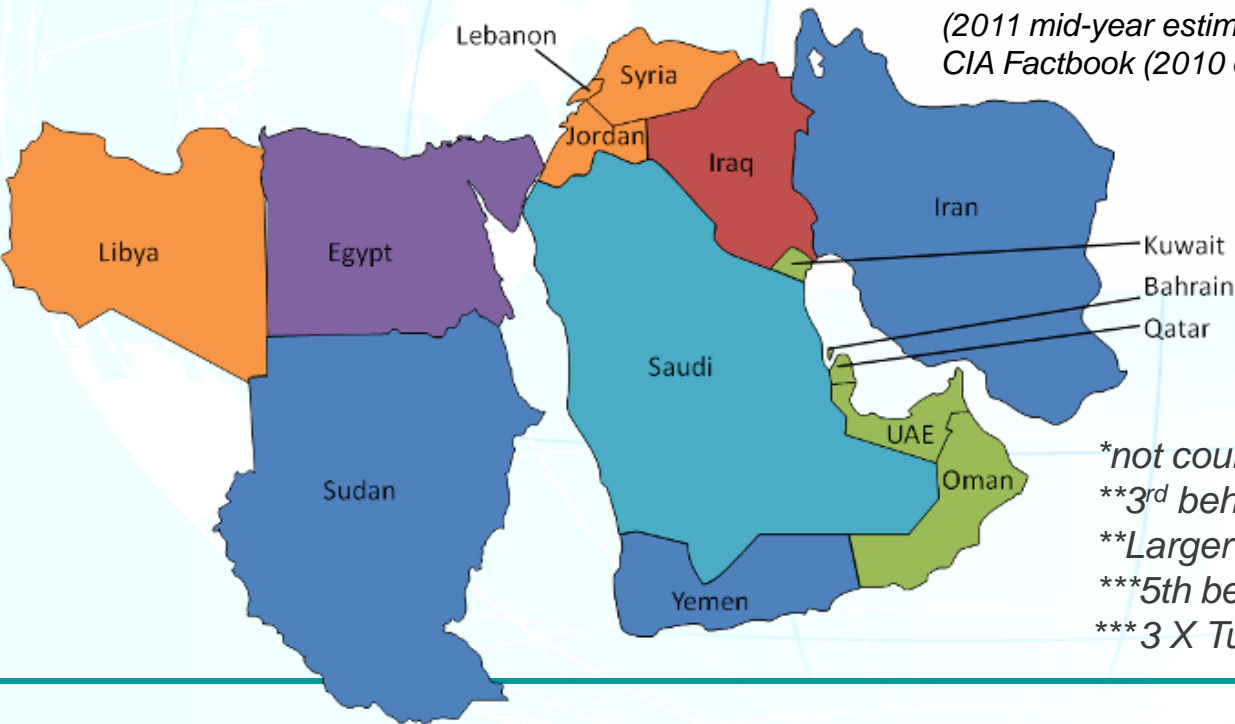 (2011 mid-year estim
CIA Factbook (2010
Lebanon
Syria
Jordan
Iraq
Iran
Libya
Egypt
Kuwait
Bahrain
Qatar
Saudi
UAE
Oman
Sudan
Yemen
*not cou
**3rd beh
**Larger
***5th be
*** 3 X Tu